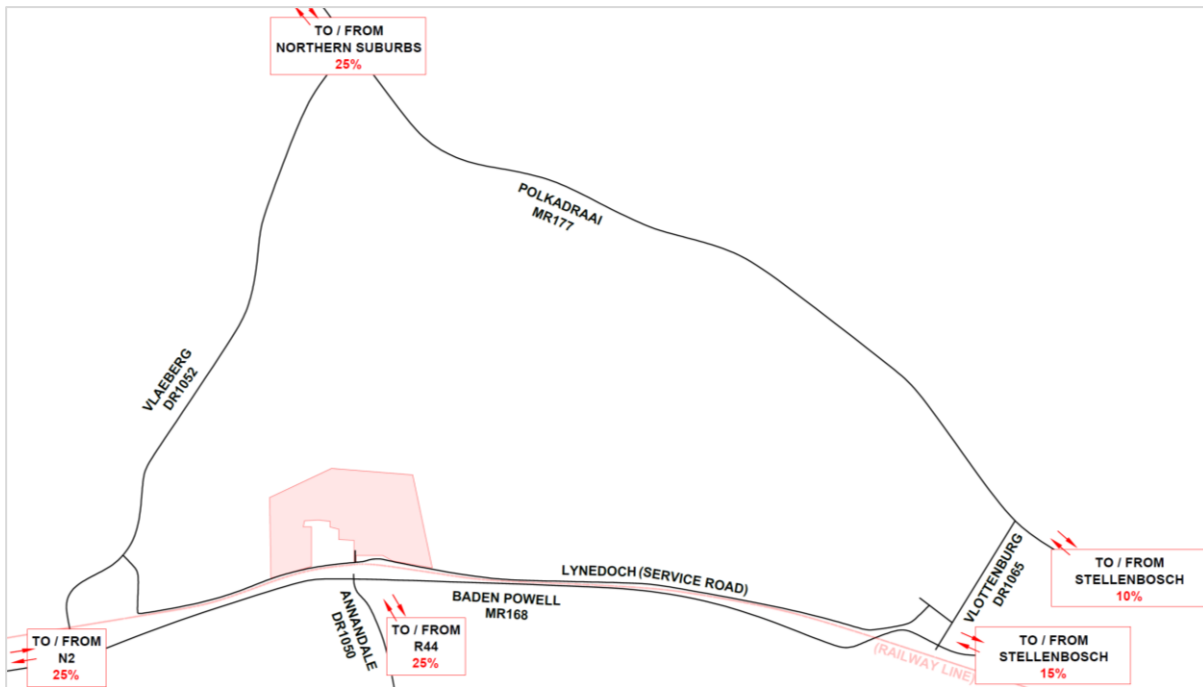 TO / FROM
NORTHERN SUBURBS
25%
POLKADRAAI
MR177
VLAEBERG
DR1052
LYNEDOCH (SERVICE ROAD)
BADEN POWELL
MR168
VLOTTENBURG
DR1065
TO / FROM
STELLENBOSCH
10%
ANNANDALE
DR1050
TO / FROM
N2
25%
TO / FROM
R44
25%
(RAILWAY LINE)
TO / FROM
STELLENBOSCH
15%